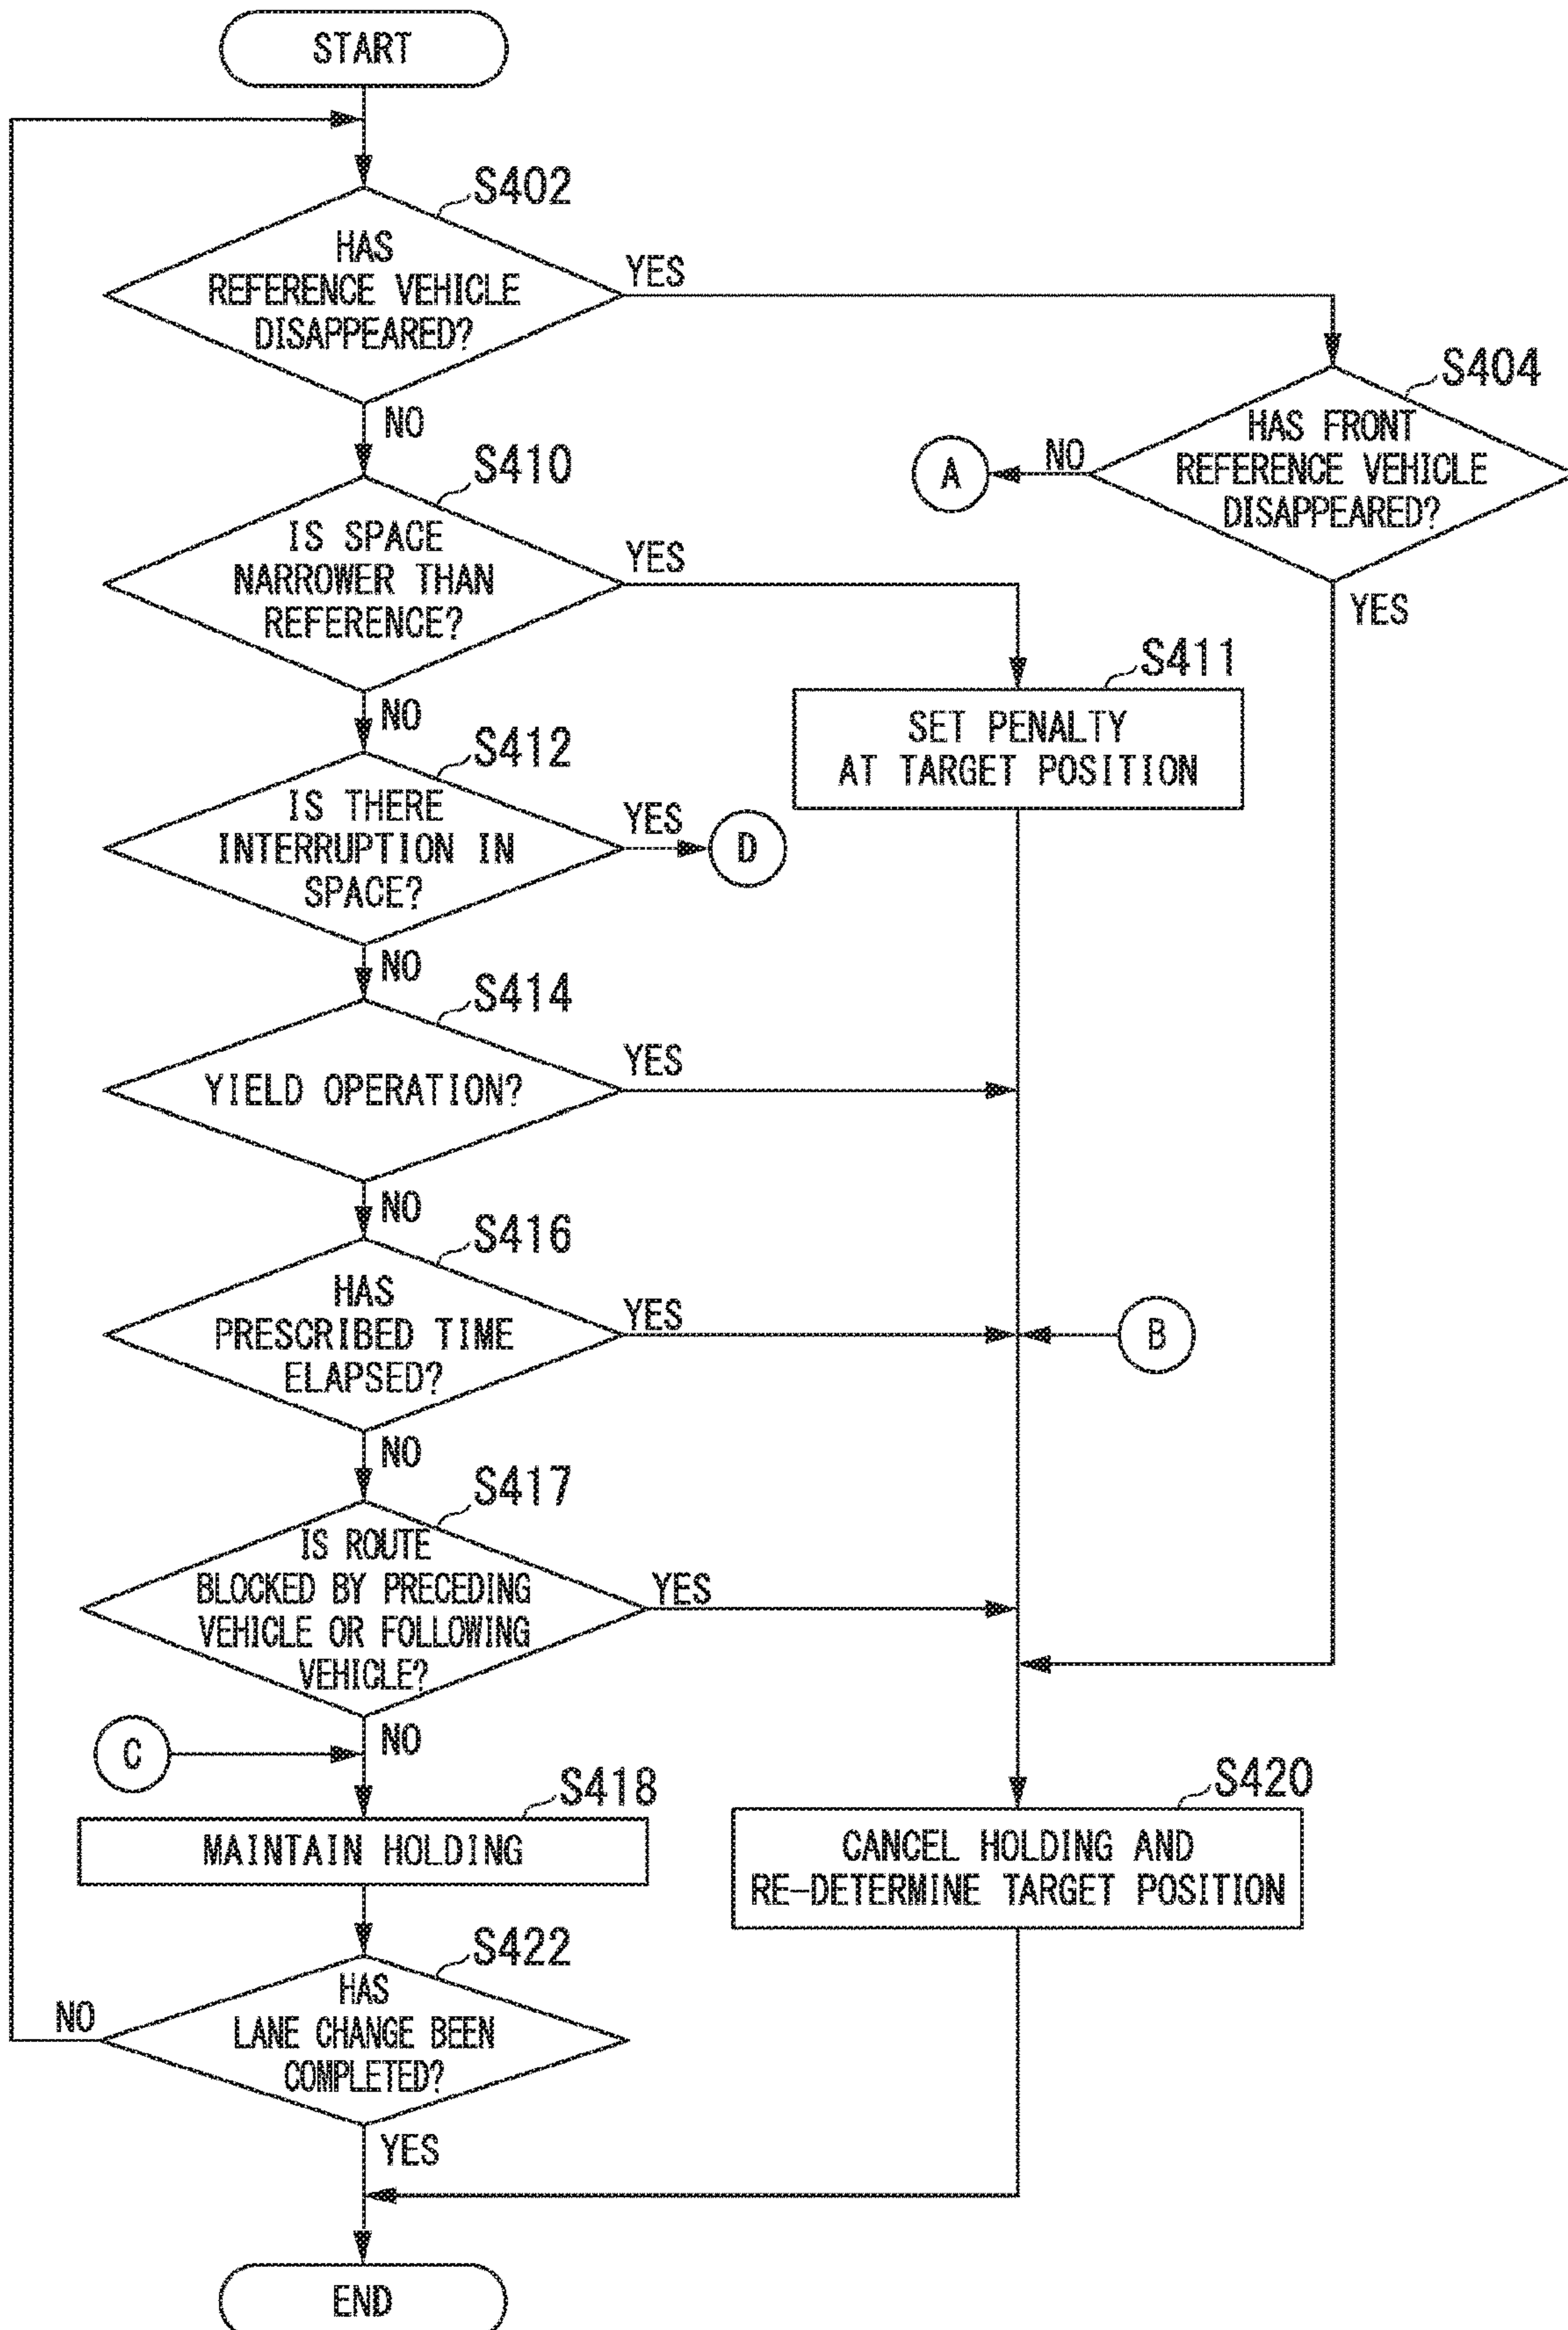 START
S402
HAS
REFERENCE VEHICLE
DISAPPEARED?
YES
NO
S404
HAS FRONT
REFERENCE VEHICLE
DISAPPEARED?
NO
A
YES
S410
IS SPACE
NARROWER THAN
REFERENCE?
YES
NO
S411
SET PENALTY
AT TARGET POSITION
S412
IS THERE
INTERRUPTION IN
SPACE?
YES
D
NO
S414
YIELD OPERATION?
YES
NO
S416
HAS
PRESCRIBED TIME
ELAPSED?
YES
B
NO
S417
IS ROUTE
BLOCKED BY PRECEDING
VEHICLE OR FOLLOWING
VEHICLE?
YES
NO
C
S418
MAINTAIN HOLDING
S420
CANCEL HOLDING AND
RE-DETERMINE TARGET POSITION
S422
HAS
LANE CHANGE BEEN
COMPLETED?
NO
YES
END